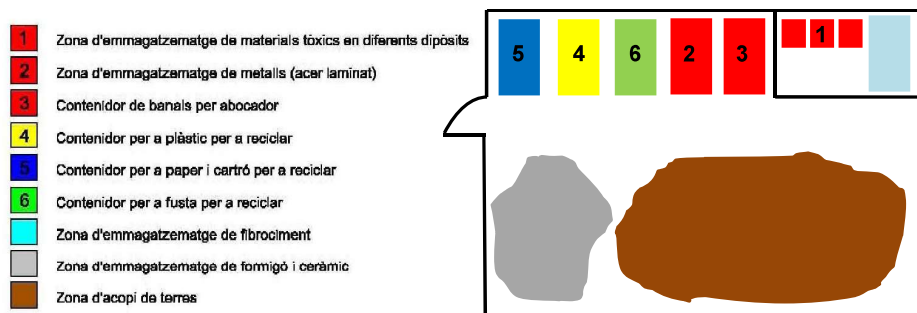 1 Zona d'emmagatzematge de materials tòxics en diferents dipòsits
2 Zona d'emmagatzematge de metalls (acer laminat)
3 Contenidor de banals per abocador
4 Contenidor per a plàstic per a reciclar
5 Contenidor per a paper i cartró per a reciclar
6 Contenidor per a fusta per a reciclar
Zona d'emmagatzematge de fibrociment
Zona d'emmagatzematge de formigó i ceràmic
Zona d'acopi de terres
5 4 6 2 3 1